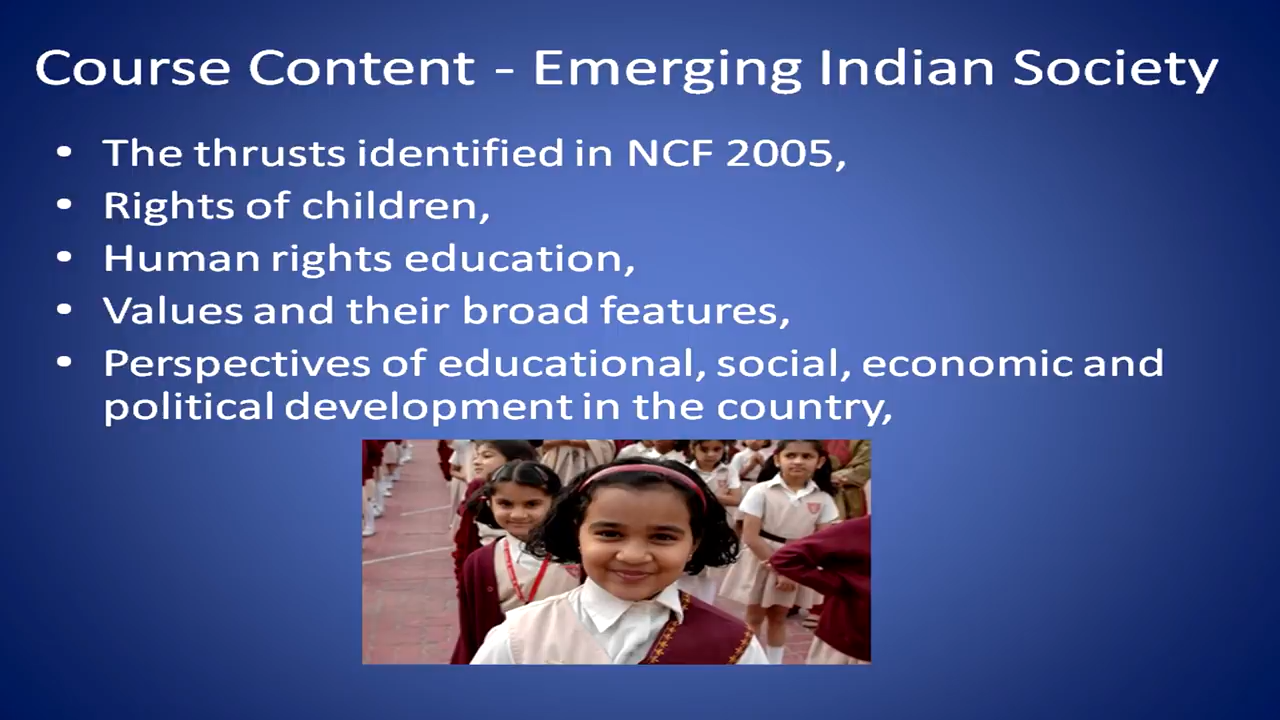 Course Content - Emerging Indian Society
• The thrusts identified in NCF 2005,
• Rights of children,
• Human rights education,
• Values and their broad features,
• Perspectives of educational, social, economic and
political development in the country,